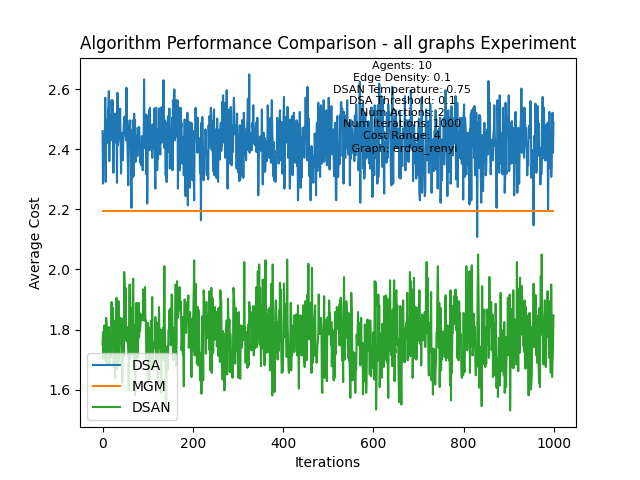 Algorithm Performance Comparison - all graphs Experiment
Agents: 10
Edge Density: 0.1
DSAN Temperature: 0.75
DSA Threshold: 0.1
Num Actions: 2
Num Iterations: 1000
Cost Range: 4
Graph: erdos_renyi
Average Cost
2.6
2.4
2.2
2.0
1.8
1.6
DSA
MGM
DSAN
0
200
400
600
800
1000
Iterations